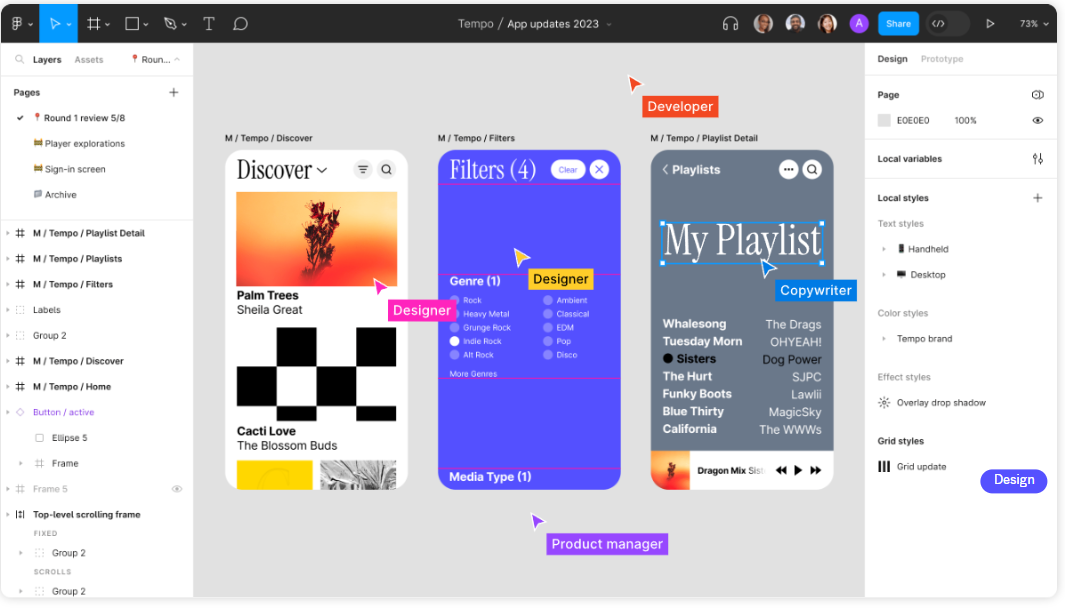 Tempo / App updates 2023
A
Share
73%
Layers
Assets
Roun...
Pages
Round 1 review 5/8
Player explorations
Sign-in screen
Archive
M / Tempo / Playlist Detail
M / Tempo / Playlists
M / Tempo / Filters
Labels
Group 2
M / Tempo / Discover
M / Tempo / Home
Button / active
Ellipse 5
Frame
Frame 5
Top-level scrolling frame
FIXED
Group 2
SCROLLS
Group 2
M / Tempo / Discover
Discover
Palm Trees
Sheila Great
Cacti Love
The Blossom Buds
Designer
M / Tempo / Filters
Filters (4)
Clear
Designer
Genre (1)
Rock
Ambient
Heavy Metal
Classical
Grunge Rock
EDM
Indie Rock
Pop
Alt Rock
Disco
More Genres
Media Type (1)
Product manager
Developer
M / Tempo / Playlist Detail
Playlists
My Playlist
Copywriter
Whalesong The Drags
Tuesday Morn OHYEAH!
Sisters Dog Power
The Hurt SJPC
Funky Boots Lawlii
Blue Thirty MagicSky
California The WWWs
Dragon Mix Sist
Design
Prototype
Page
E0E0E0 100%
Local variables
Local styles
Text styles
Handheld
Desktop
Color styles
Tempo brand
Effect styles
Overlay drop shadow
Grid styles
Grid update
Design